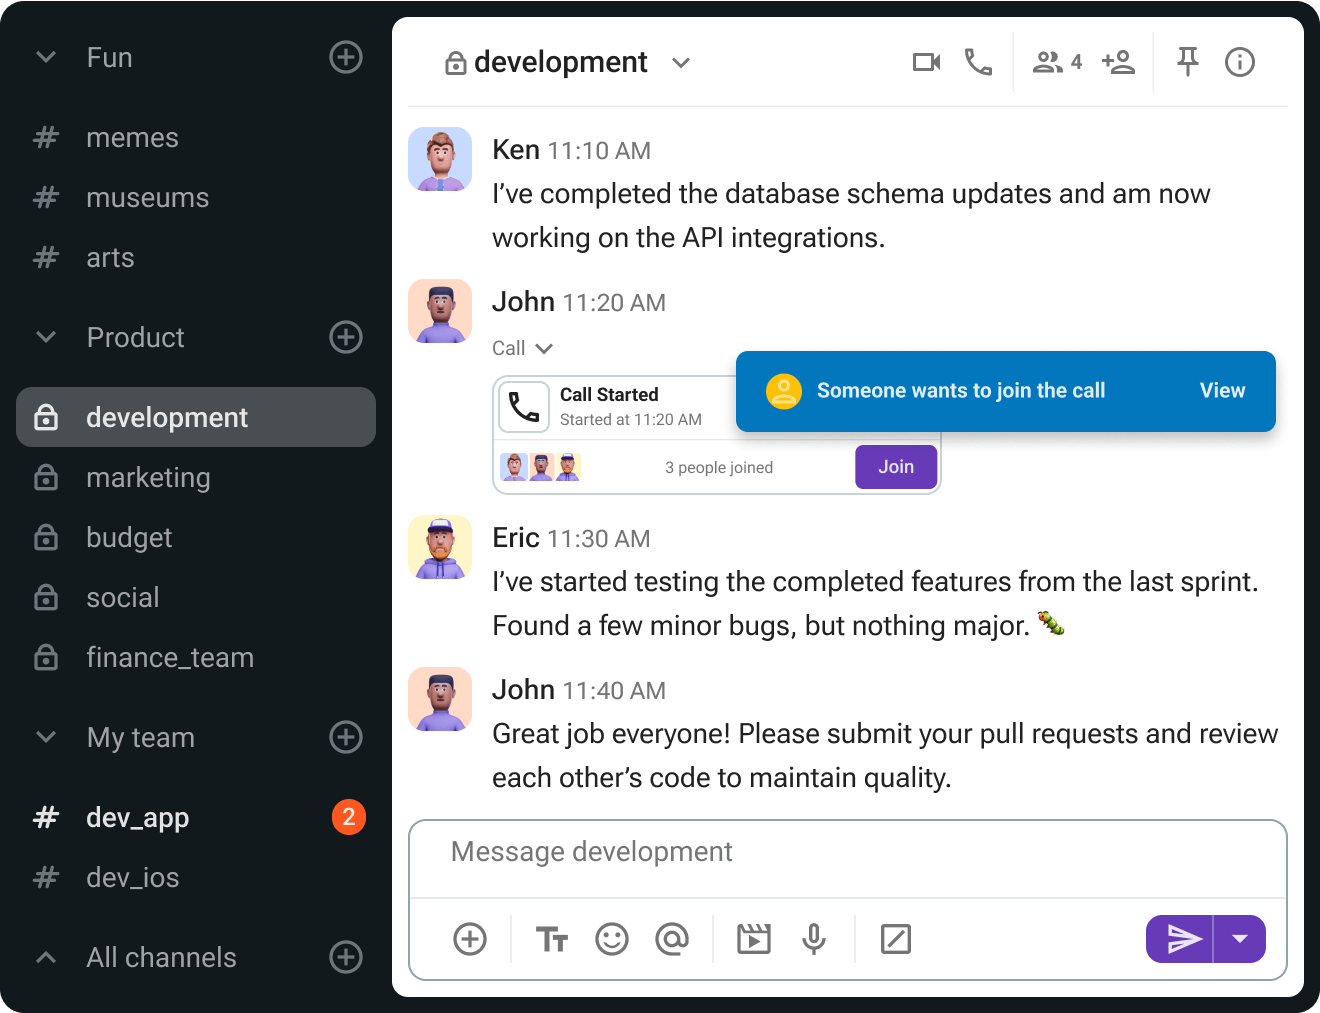 Fun
memes
museums
arts
Product
development
marketing
budget
social
finance_team
My team
dev_app 2
dev_ios
All channels
development
4
Ken 11:10 AM
I’ve completed the database schema updates and am now
working on the API integrations.
John 11:20 AM
Call
Call Started
Started at 11:20 AM
Someone wants to join the call View
3 people joined Join
Eric 11:30 AM
I’ve started testing the completed features from the last sprint.
Found a few minor bugs, but nothing major. 🐛
John 11:40 AM
Great job everyone! Please submit your pull requests and review
each other’s code to maintain quality.
Message development